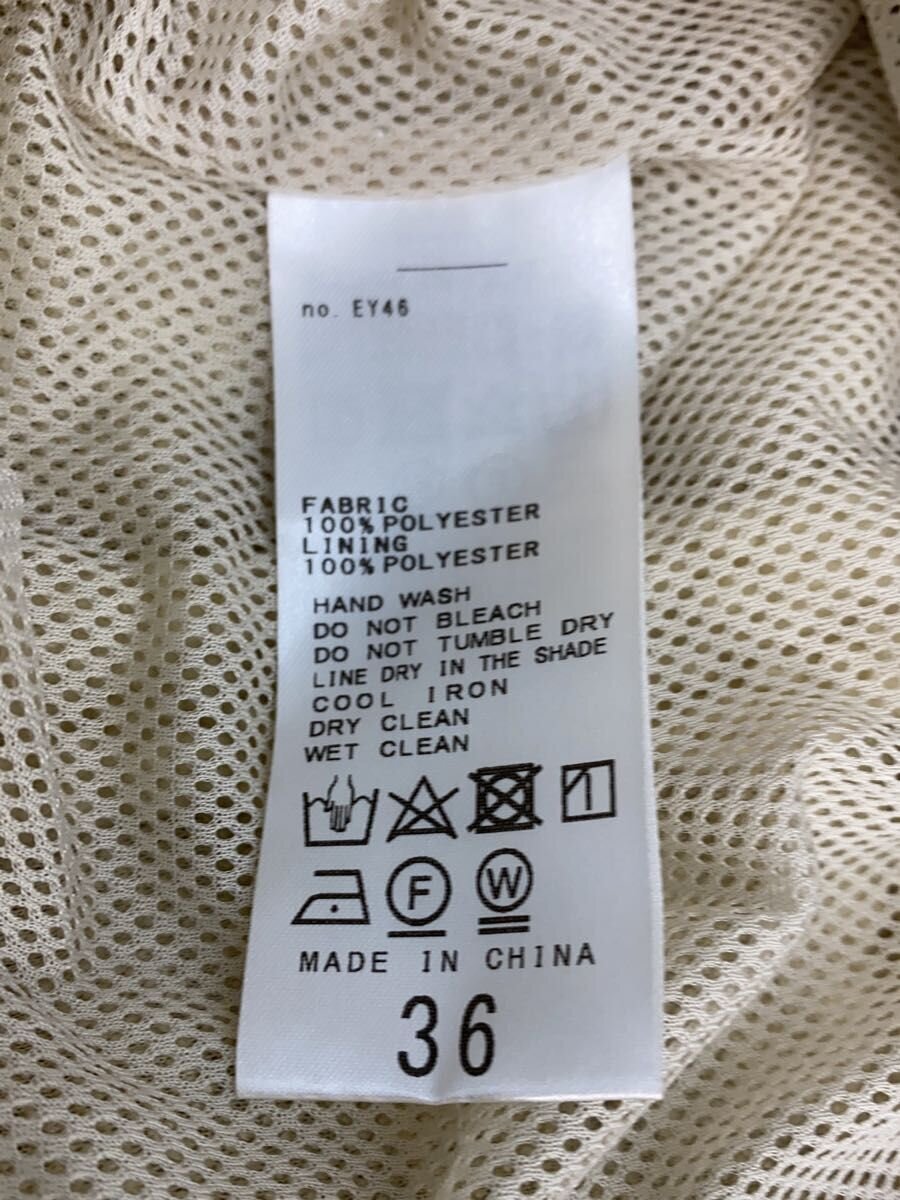 no. EY46
FABRIC
100% POLYESTER
LINING
100% POLYESTER
HAND WASH
DO NOT BLEACH
DO NOT TUMBLE DRY
LINE DRY IN THE SHADE
COOL IRON
DRY CLEAN
WET CLEAN
F W
MADE IN CHINA
36